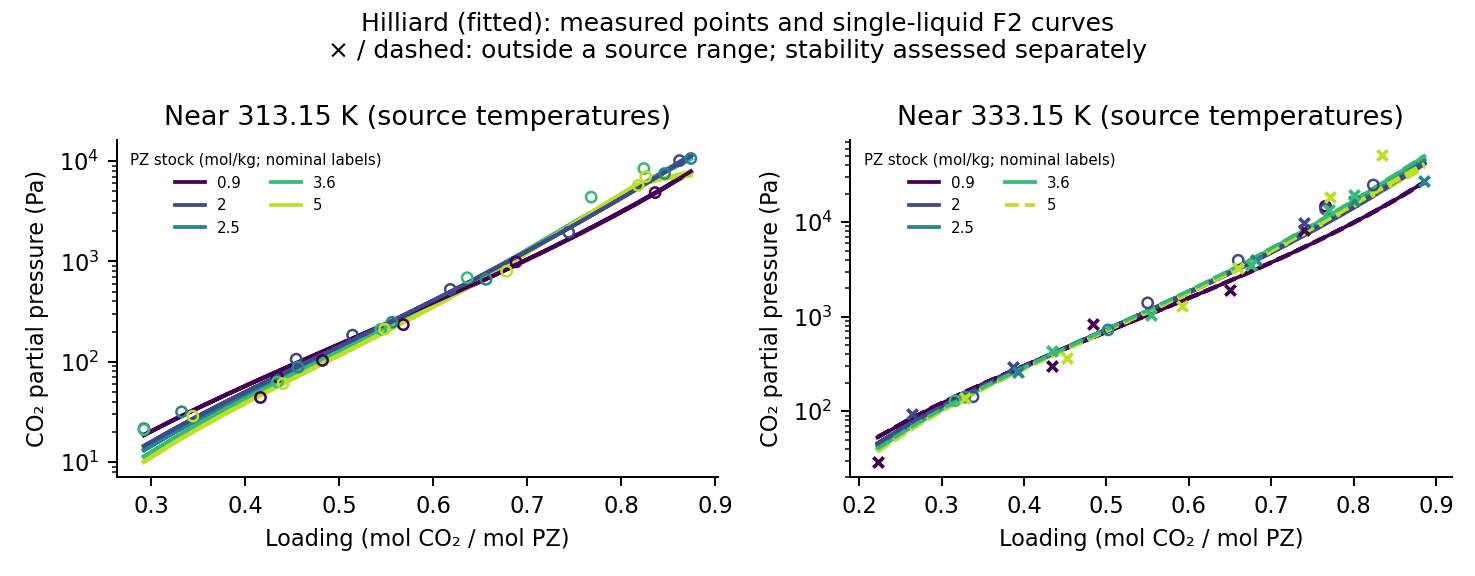 Hilliard (fitted): measured points and single-liquid F2 curves
× / dashed: outside a source range; stability assessed separately
Near 313.15 K (source temperatures)
CO₂ partial pressure (Pa)
10⁴
10³
10²
10¹
PZ stock (mol/kg; nominal labels)
0.9 3.6
2 5
2.5
0.3 0.4 0.5 0.6 0.7 0.8 0.9
Loading (mol CO₂ / mol PZ)
Near 333.15 K (source temperatures)
CO₂ partial pressure (Pa)
10⁴
10³
10²
PZ stock (mol/kg; nominal labels)
0.9 3.6
2 5
2.5
0.2 0.3 0.4 0.5 0.6 0.7 0.8 0.9
Loading (mol CO₂ / mol PZ)